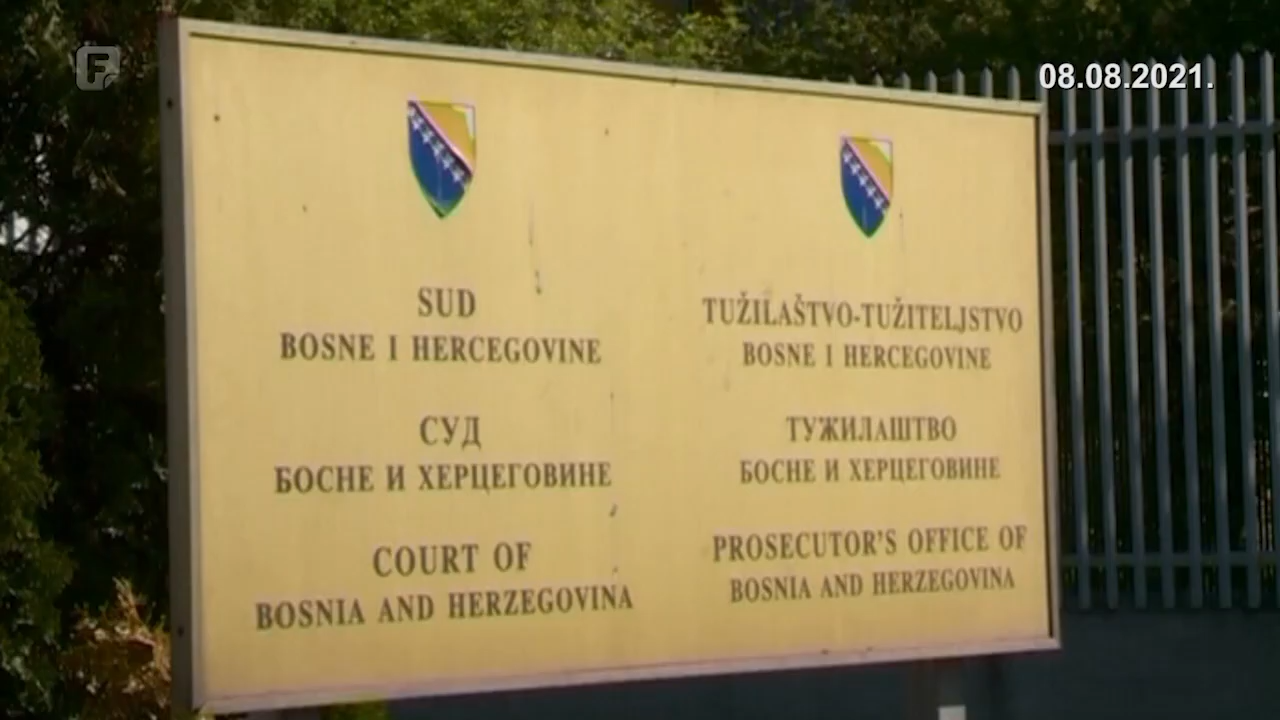 F
08.08.2021.
SUD
BOSNE I HERCEGOVINE
СУД
БОСНЕ И ХЕРЦЕГОВИНЕ
COURT OF
BOSNIA AND HERZEGOVINA
TUŽILAŠTVO-TUŽITELJSTVO
BOSNE I HERCEGOVINE
ТУЖИЛАШТВО
БОСНЕ И ХЕРЦЕГОВИНЕ
PROSECUTOR'S OFFICE OF
BOSNIA AND HERZEGOVINA